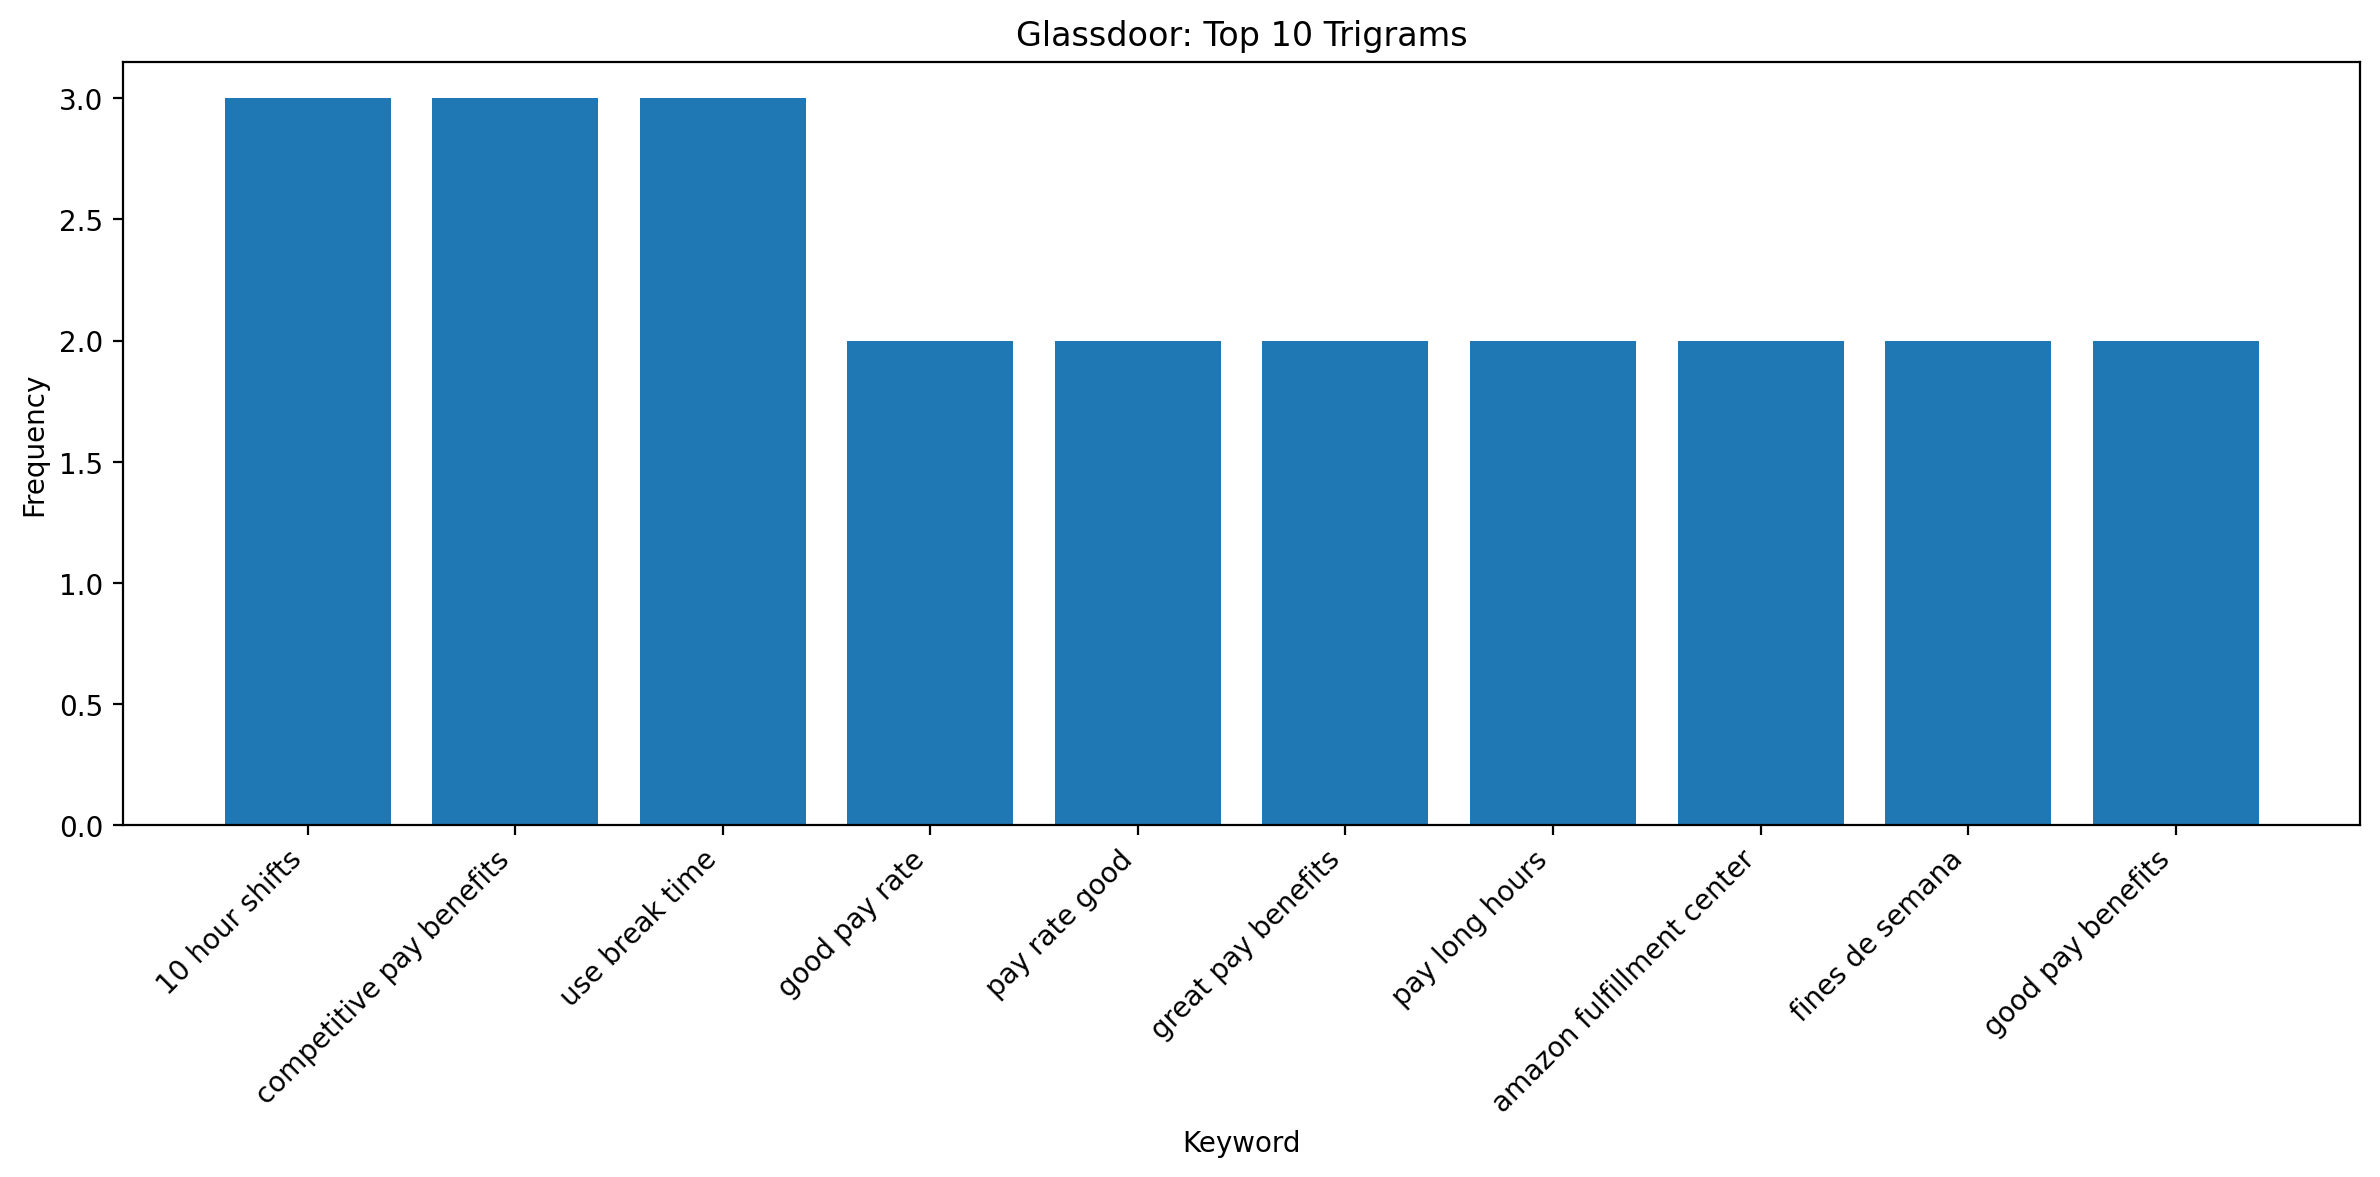 Glassdoor: Top 10 Trigrams
Frequency
3.0
2.5
2.0
1.5
1.0
0.5
0.0
10 hour shifts
competitive pay benefits
use break time
good pay rate
pay rate good
great pay benefits
pay long hours
amazon fulfillment center
fines de semana
good pay benefits
Keyword